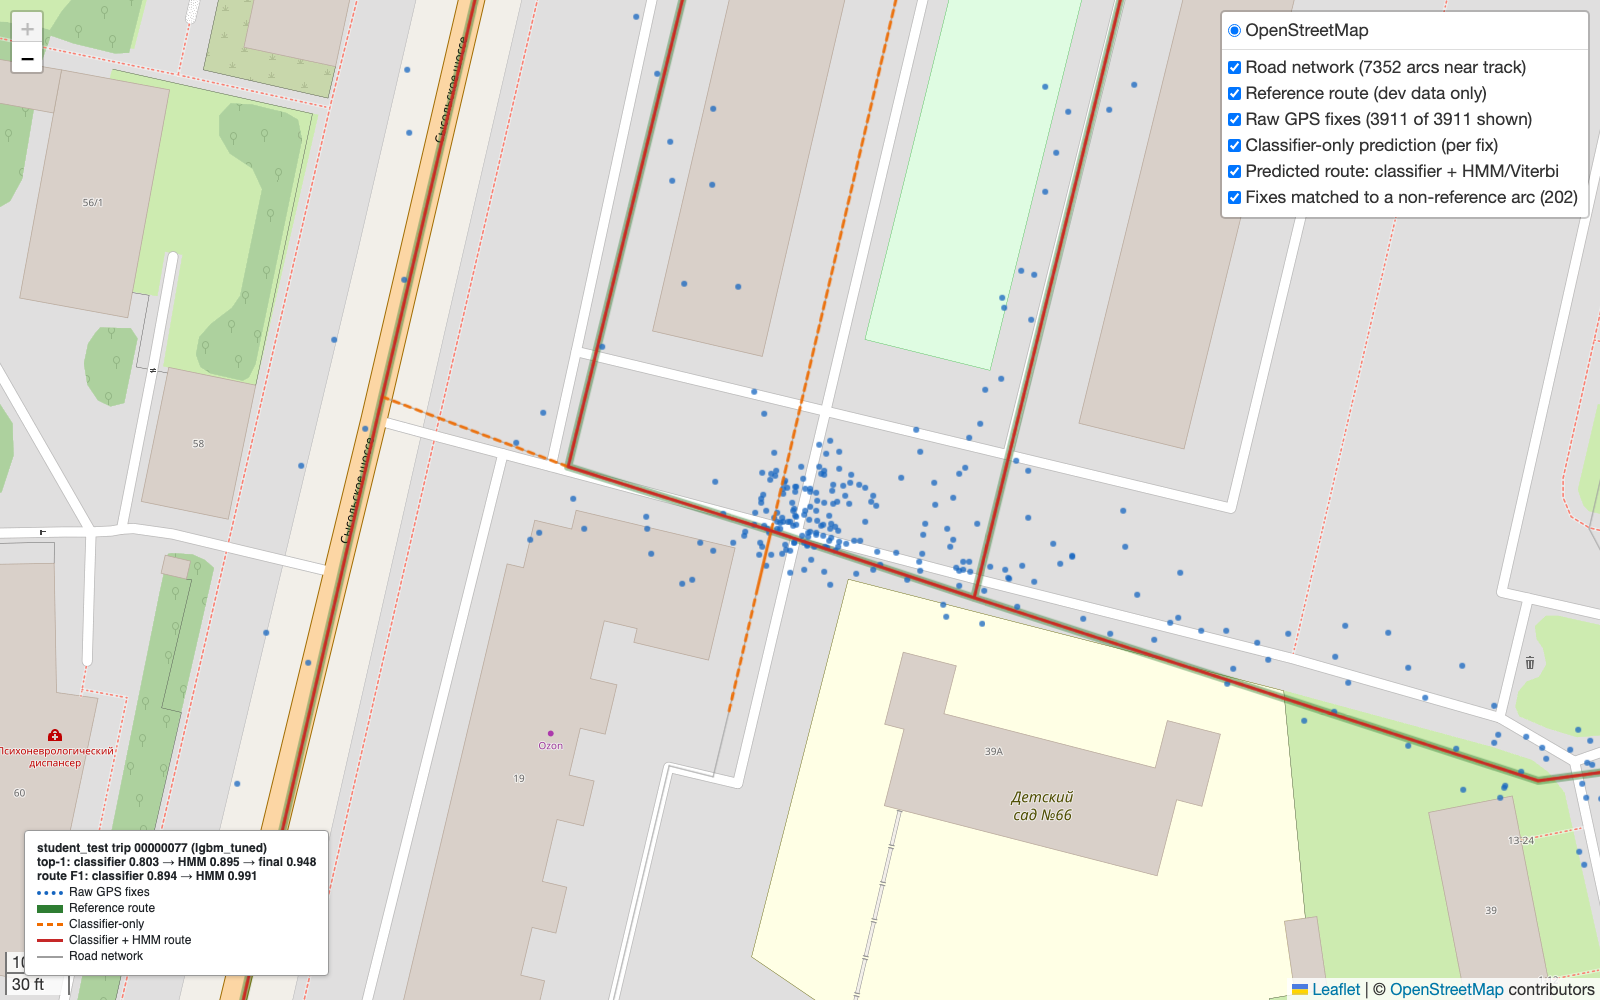 +
−
OpenStreetMap
Road network (7352 arcs near track)
Reference route (dev data only)
Raw GPS fixes (3911 of 3911 shown)
Classifier-only prediction (per fix)
Predicted route: classifier + HMM/Viterbi
Fixes matched to a non-reference arc (202)
Сысольское шоссе
56/1
58
Сысольское шоссе
Психоневрологический
диспансер
60
Ozon
19
39А
Детский
сад №66
13-24
39
student_test trip 00000077 (lgbm_tuned)
top-1: classifier 0.803 → HMM 0.895 → final 0.948
route F1: classifier 0.894 → HMM 0.991
Raw GPS fixes
Reference route
Classifier-only
Classifier + HMM route
Road network
30 ft
Leaflet | © OpenStreetMap contributors